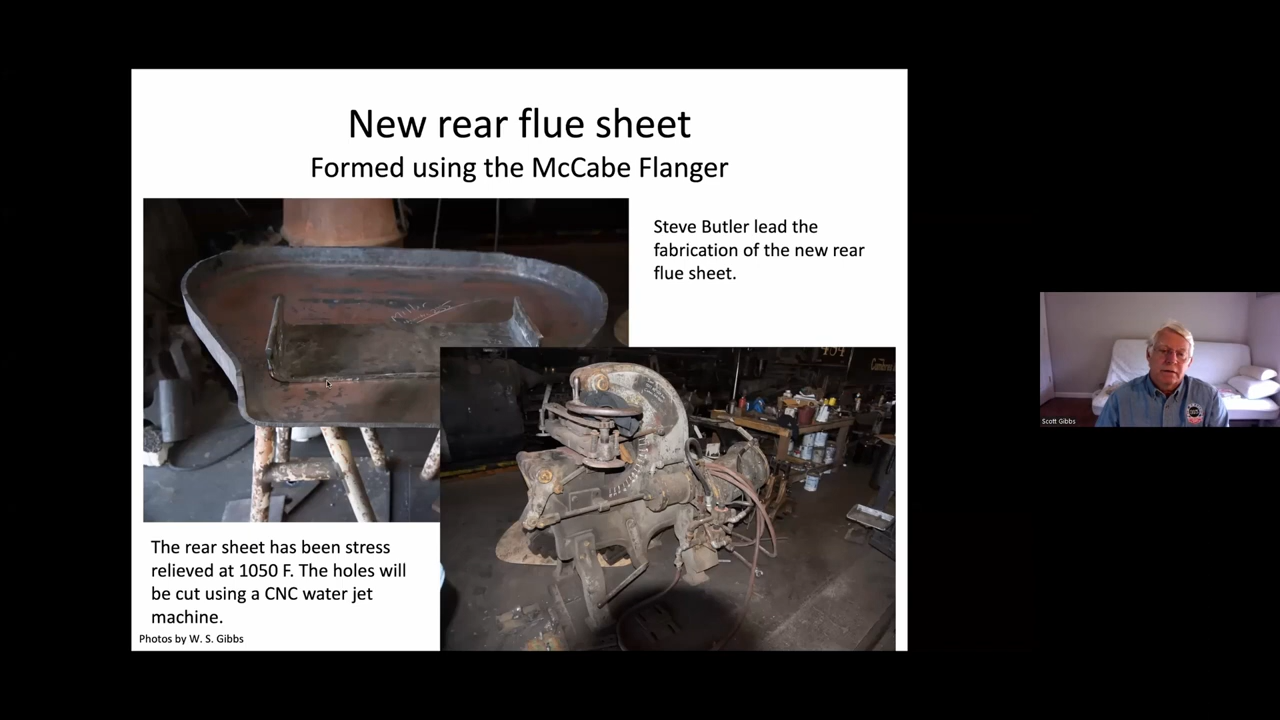 New rear flue sheet
Formed using the McCabe Flanger
Steve Butler lead the
fabrication of the new rear
flue sheet.
454
The rear sheet has been stress
relieved at 1050 F. The holes will
be cut using a CNC water jet
machine.
Photos by W. S. Gibbs
Scott Gibbs